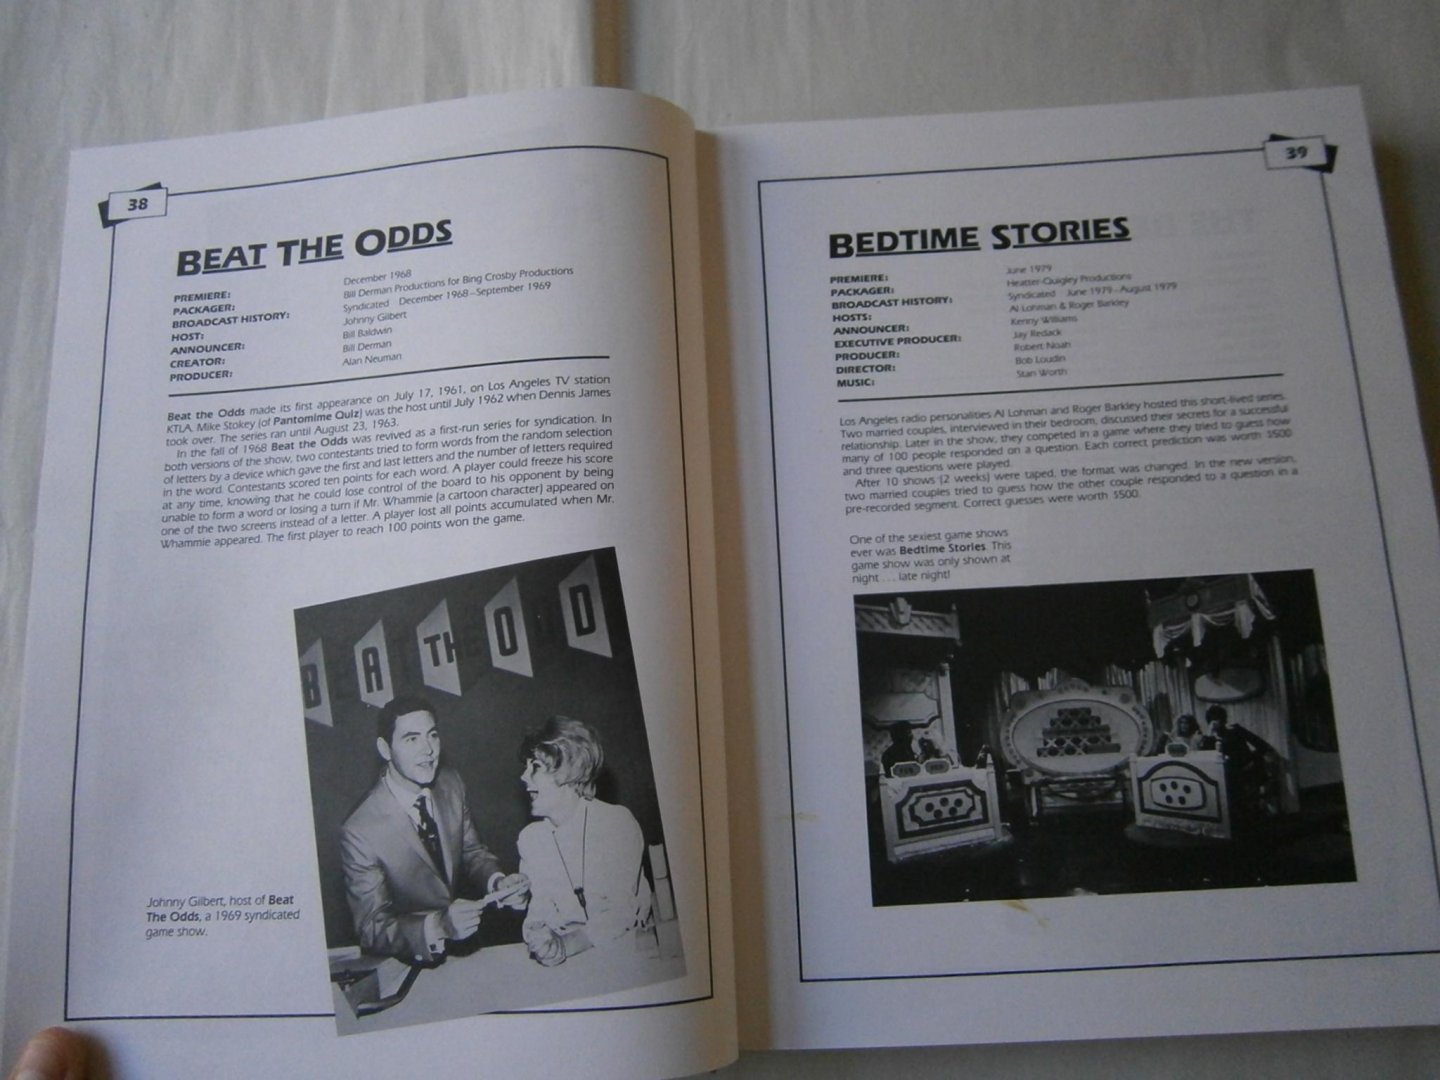 38
BEAT THE ODDS
PREMIERE: December 1968
PACKAGER: Bill Derman Productions for Bing Crosby Productions
BROADCAST HISTORY: Syndicated December 1968–September 1969
HOST: Johnny Gilbert
ANNOUNCER: Bill Baldwin
CREATOR: Bill Derman
PRODUCER: Alan Neuman
Beat the Odds made its first appearance on July 17, 1961, on Los Angeles TV station
KTLA. Mike Stokey (of Pantomime Quiz) was the host until July 1962 when Dennis James
took over. The series ran until August 23, 1963.
In the fall of 1968 Beat the Odds was revived as a first-run series for syndication. In
both versions of the show, two contestants tried to form words from the random selection
of letters by a device which gave the first and last letters and the number of letters required
in the word. Contestants scored ten points for each word. A player could freeze his score
at any time, knowing that he could lose control of the board to his opponent by being
unable to form a word or losing a turn if Mr. Whammie (a cartoon character) appeared on
one of the two screens instead of a letter. A player lost all points accumulated when Mr.
Whammie appeared. The first player to reach 100 points won the game.
BEAT THE O D D
Johnny Gilbert, host of Beat
The Odds, a 1969 syndicated
game show.
39
BEDTIME STORIES
PREMIERE: June 1979
PACKAGER: Heatter-Quigley Productions
BROADCAST HISTORY: Syndicated June 1979–August 1979
HOSTS: Al Lohman & Roger Barkley
ANNOUNCER: Kenny Williams
EXECUTIVE PRODUCER: Jay Redack
PRODUCER: Robert Noah
DIRECTOR: Bob Loudin
MUSIC: Stan Worth
Los Angeles radio personalities Al Lohman and Roger Barkley hosted this short-lived series.
Two married couples, interviewed in their bedroom, discussed their secrets for a successful
relationship. Later in the show, they competed in a game where they tried to guess how
many of 100 people responded on a question. Each correct prediction was worth $500
and three questions were played.
After 10 shows (2 weeks) were taped, the format was changed. In the new version,
two married couples tried to guess how the other couple responded to a question in a
pre-recorded segment. Correct guesses were worth $500.
One of the sexiest game shows
ever was Bedtime Stories. This
game show was only shown at
night . . . late night!